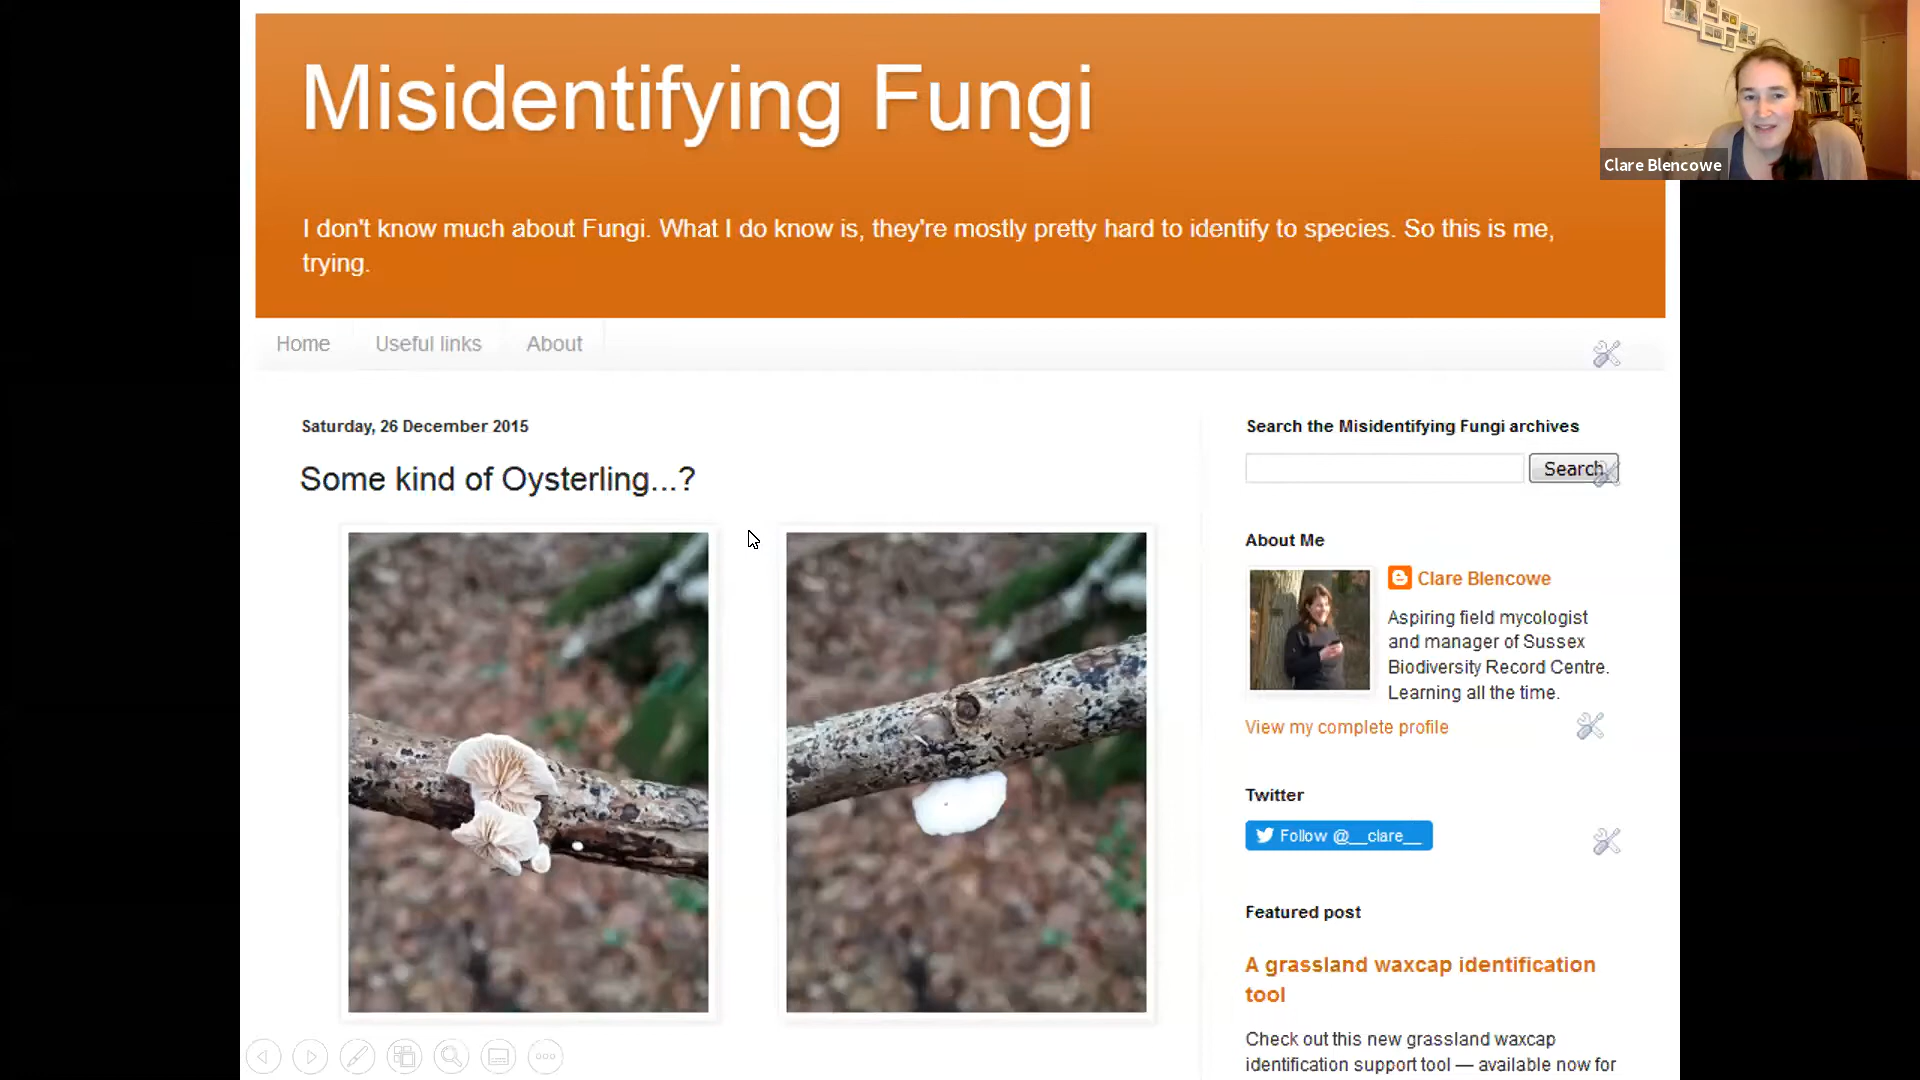 Misidentifying Fungi
I don't know much about Fungi. What I do know is, they're mostly pretty hard to identify to species. So this is me,
trying.
Clare Blencowe
Home
Useful links
About
Saturday, 26 December 2015
Some kind of Oysterling...?
Search the Misidentifying Fungi archives
Search
About Me
Clare Blencowe
Aspiring field mycologist
and manager of Sussex
Biodiversity Record Centre.
Learning all the time.
View my complete profile
Twitter
Follow @__clare__
Featured post
A grassland waxcap identification
tool
Check out this new grassland waxcap
identification support tool — available now for